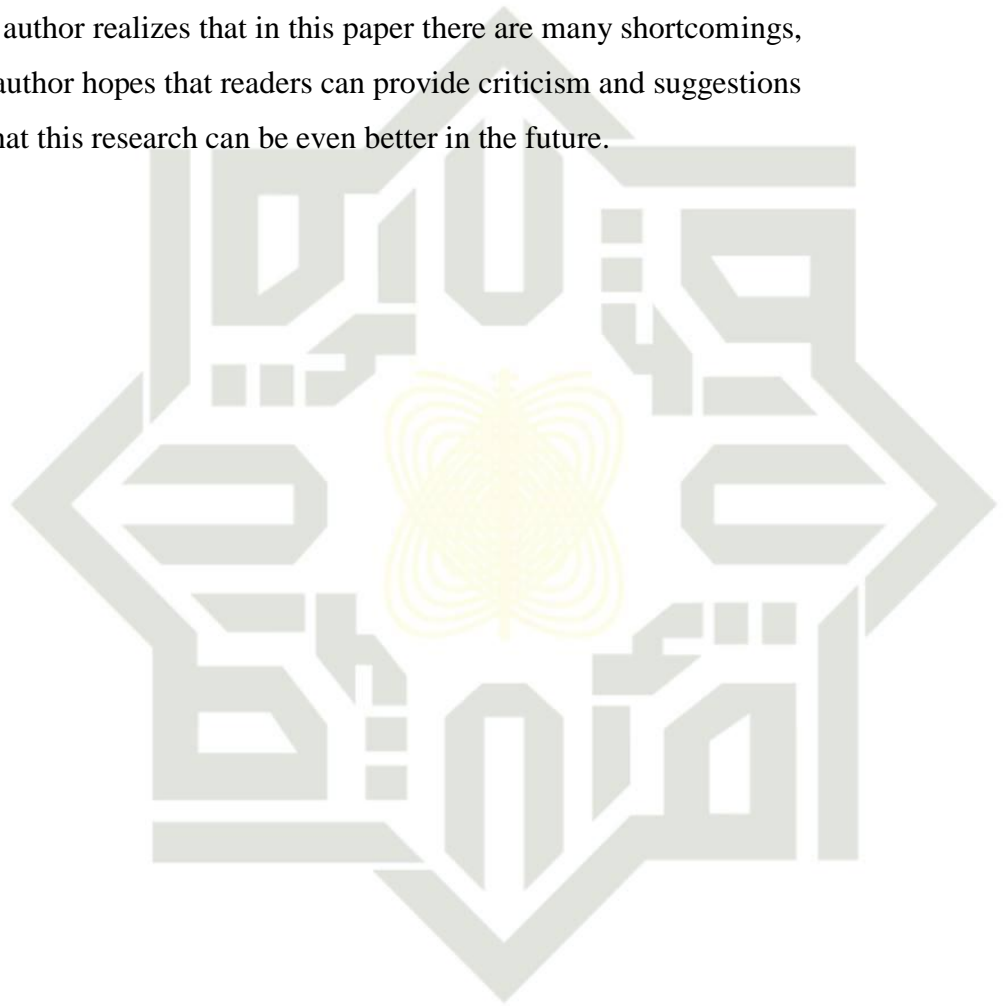 author realizes that in this paper there are many shortcomings,
author hopes that readers can provide criticism and suggestions
hat this research can be even better in the future.